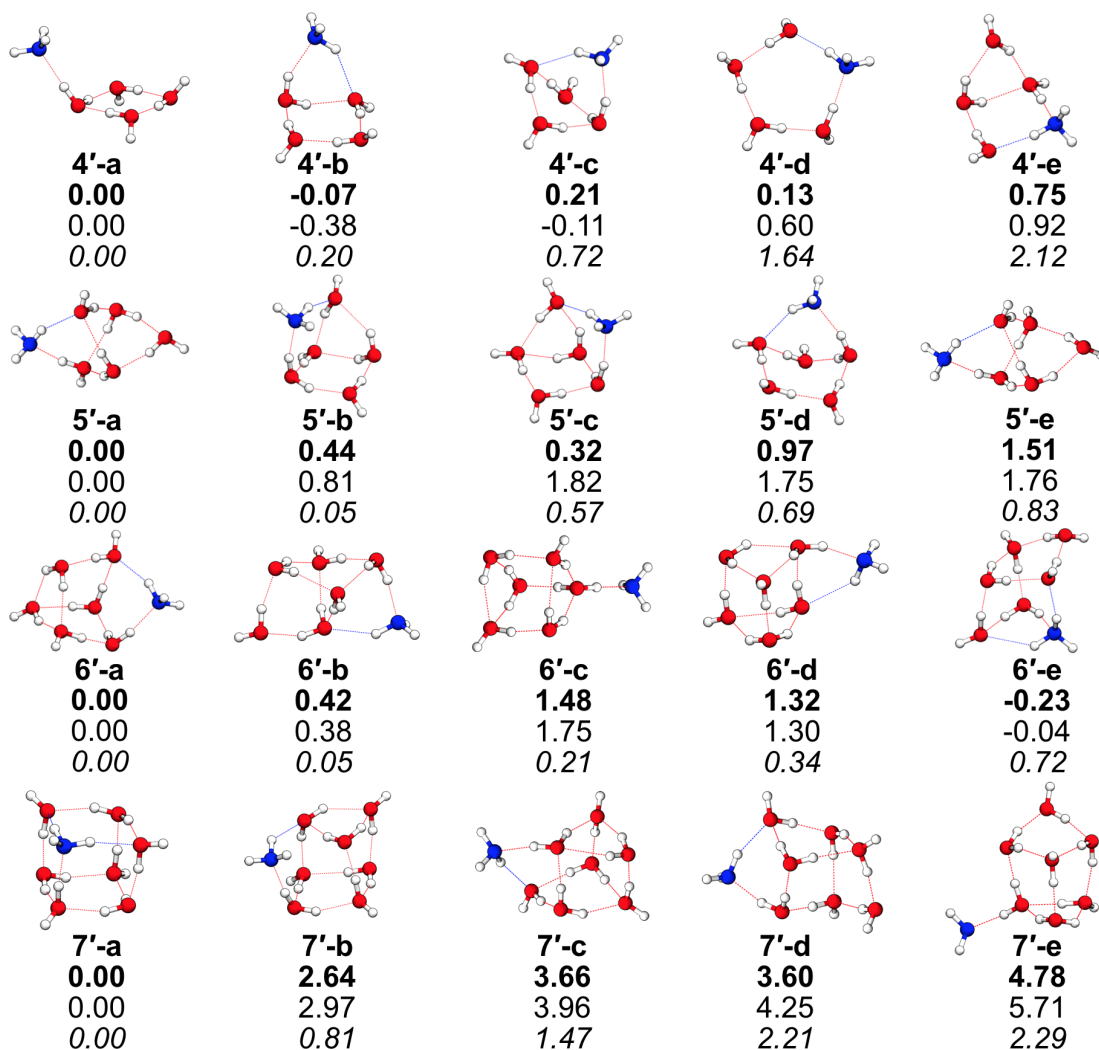 4′-a 4′-b 4′-c 4′-d 4′-e
0.00 -0.07 0.21 0.13 0.75
0.00 -0.38 -0.11 0.60 0.92
0.00 0.20 0.72 1.64 2.12
5′-a 5′-b 5′-c 5′-d 5′-e
0.00 0.44 0.32 0.97 1.51
0.00 0.81 1.82 1.75 1.76
0.00 0.05 0.57 0.69 0.83
6′-a 6′-b 6′-c 6′-d 6′-e
0.00 0.42 1.48 1.32 -0.23
0.00 0.38 1.75 1.30 -0.04
0.00 0.05 0.21 0.34 0.72
7′-a 7′-b 7′-c 7′-d 7′-e
0.00 2.64 3.66 3.60 4.78
0.00 2.97 3.96 4.25 5.71
0.00 0.81 1.47 2.21 2.29